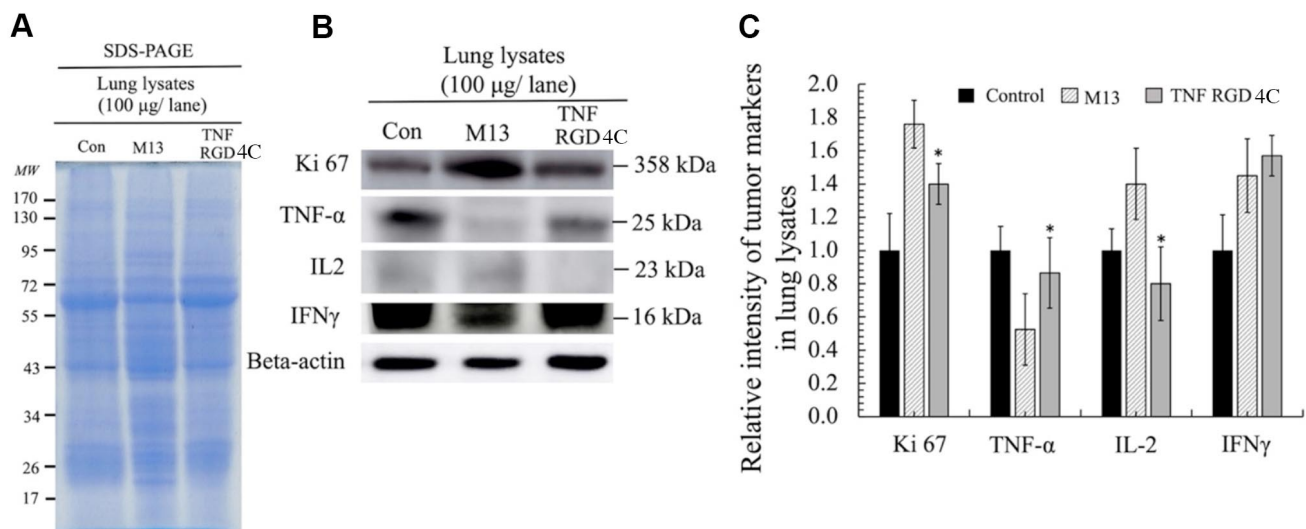 A
SDS-PAGE
Lung lysates
(100 μg/ lane)
Con M13 TNF
RGD4C
MW
170
130
95
72
55
43
34
26
17
B
Lung lysates
(100 μg/ lane)
Con M13 TNF
RGD4C
Ki 67 358 kDa
TNF-α 25 kDa
IL2 23 kDa
IFNγ 16 kDa
Beta-actin
C
Relative intensity of tumor markers
in lung lysates
2.0
1.8
1.6
1.4
1.2
1.0
0.8
0.6
0.4
0.2
0.0
Control M13 TNF RGD 4C
* * *
Ki 67 TNF-α IL-2 IFNγ